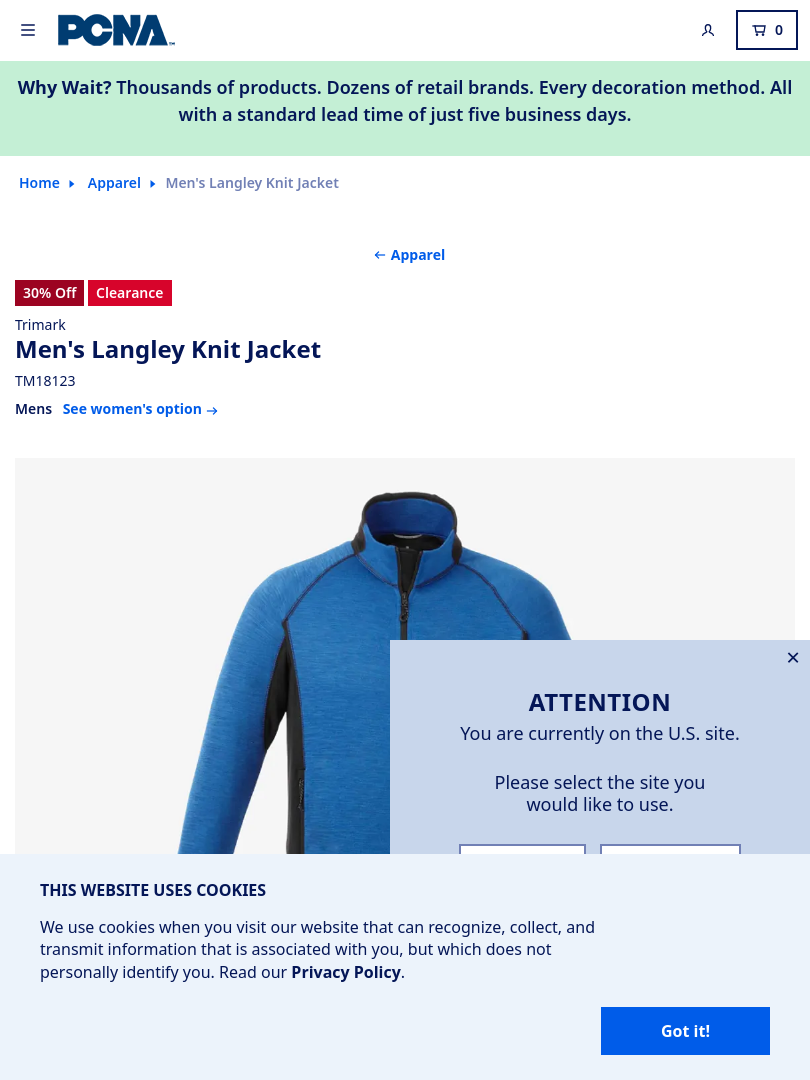 PCNA™
0
Why Wait? Thousands of products. Dozens of retail brands. Every decoration method. All
with a standard lead time of just five business days.
Home
Apparel
Men's Langley Knit Jacket
← Apparel
30% Off
Clearance
Trimark
Men's Langley Knit Jacket
TM18123
Mens See women's option →
ATTENTION
You are currently on the U.S. site.
Please select the site you
would like to use.
THIS WEBSITE USES COOKIES
We use cookies when you visit our website that can recognize, collect, and
transmit information that is associated with you, but which does not
personally identify you. Read our Privacy Policy.
Got it!